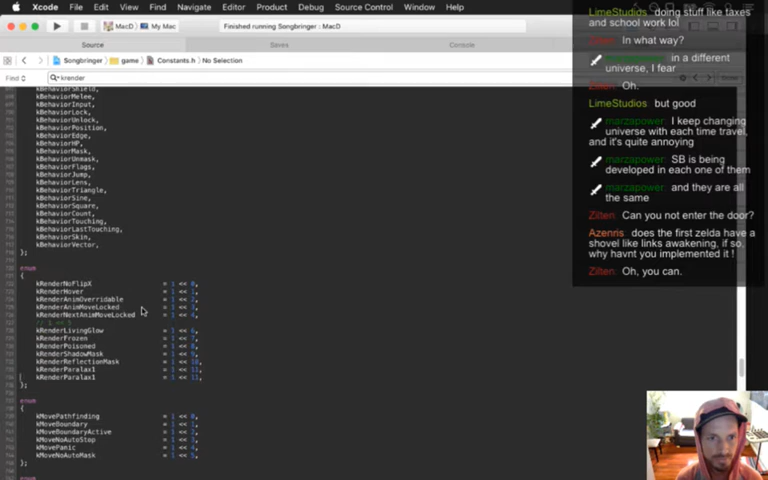 Xcode File Edit View Find Navigate Editor Product Debug Source Control Window Help
MacD My Mac
Finished running Songbringer : MacD
Source Saves Console
Songbringer game Constants.h No Selection
Find krender
kBehaviorShield,
kBehaviorMelee,
kBehaviorInput,
kBehaviorLock,
kBehaviorUnlock,
kBehaviorPosition,
kBehaviorEdge,
kBehaviorHP,
kBehaviorMask,
kBehaviorUnmask,
kBehaviorFlags,
kBehaviorJump,
kBehaviorLens,
kBehaviorTriangle,
kBehaviorSine,
kBehaviorSquare,
kBehaviorCount,
kBehaviorTouching,
kBehaviorLastTouching,
kBehaviorSkin,
kBehaviorVector,
};
enum
{
kRenderNoFlipX = 1 << 0,
kRenderHover = 1 << 1,
kRenderAnimOverridable = 1 << 2,
kRenderAnimMoveLocked = 1 << 3,
kRenderNextAnimMoveLocked = 1 << 4,
kRenderLivingGlow = 1 << 6,
kRenderFrozen = 1 << 7,
kRenderPoisoned = 1 << 8,
kRenderShadowMask = 1 << 9,
kRenderReflectionMask = 1 << 10,
kRenderParalax1 = 1 << 11,
kRenderParalax1 = 1 << 11,
};
enum
{
kMovePathfinding = 1 << 0,
kMoveBoundary = 1 << 1,
kMoveBoundaryActive = 1 << 2,
kMoveNoAutoStop = 1 << 3,
kMovePanic = 1 << 4,
kMoveNoAutoMask = 1 << 5,
};
enum
LimeStudios doing stuff like taxes
and school work lol
Zilten: In what way?
marzapower: in a different
universe, I fear
Zilten: Oh.
LimeStudios but good
marzapower: I keep changing
universe with each time travel,
and it's quite annoying
marzapower: SB is being
developed in each one of them
marzapower: and they are all
the same
Zilten: Can you not enter the door?
Azenris does the first zelda have a
shovel like links awakening, if so,
why havnt you implemented it !
Zilten: Oh, you can.